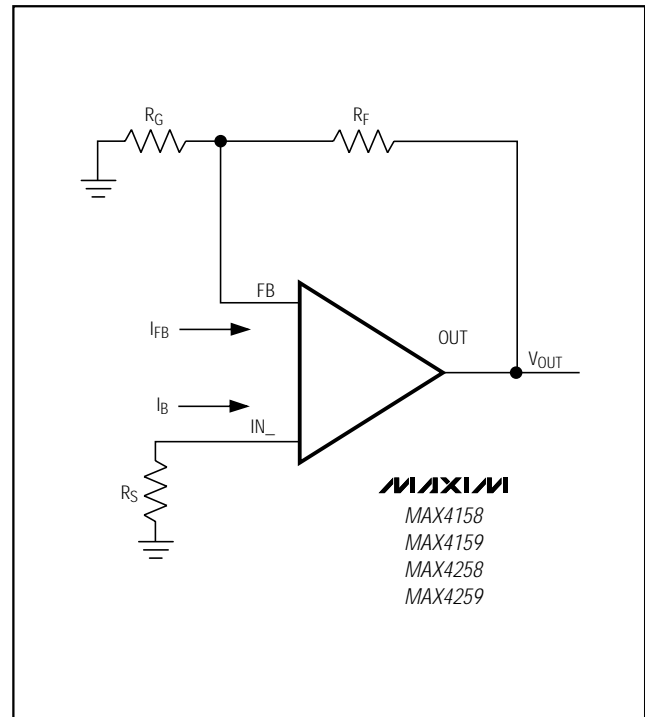 RG
RF
FB
IFB
OUT
VOUT
IB
IN_
RS
MAXIM
MAX4158
MAX4159
MAX4258
MAX4259